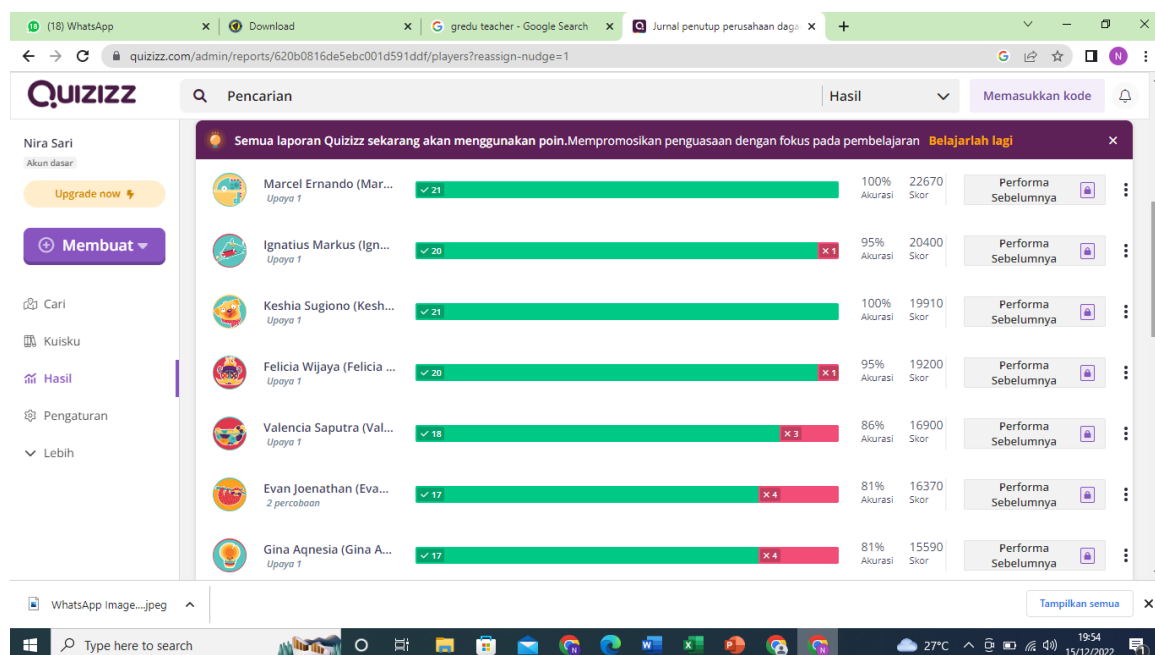 (18) WhatsApp
Download
gredu teacher - Google Search
Jurnal penutup perusahaan daga
quizizz.com/admin/reports/620b0816de5ebc001d591ddf/players?reassign-nudge=1
N
QUIZIZZ
Pencarian
Hasil
Memasukkan kode
Nira Sari
Akun dasar
Upgrade now
Membuat
Cari
Kuisku
Hasil
Pengaturan
Lebih
Semua laporan Quizizz sekarang akan menggunakan poin.Mempromosikan penguasaan dengan fokus pada pembelajaran Belajarlah lagi
Marcel Ernando (Mar...
Upaya 1
✓ 21
100% 22670
Akurasi Skor
Performa
Sebelumnya
Ignatius Markus (Ign...
Upaya 1
✓ 20 × 1
95% 20400
Akurasi Skor
Performa
Sebelumnya
Keshia Sugiono (Kesh...
Upaya 1
✓ 21
100% 19910
Akurasi Skor
Performa
Sebelumnya
Felicia Wijaya (Felicia ...
Upaya 1
✓ 20 × 1
95% 19200
Akurasi Skor
Performa
Sebelumnya
Valencia Saputra (Val...
Upaya 1
✓ 18 × 3
86% 16900
Akurasi Skor
Performa
Sebelumnya
Evan Joenathan (Eva...
2 percobaan
✓ 17 × 4
81% 16370
Akurasi Skor
Performa
Sebelumnya
Gina Aqnesia (Gina A...
Upaya 1
✓ 17 × 4
81% 15590
Akurasi Skor
Performa
Sebelumnya
WhatsApp Image....jpeg
Tampilkan semua
Type here to search
27°C
19:54
15/12/2022